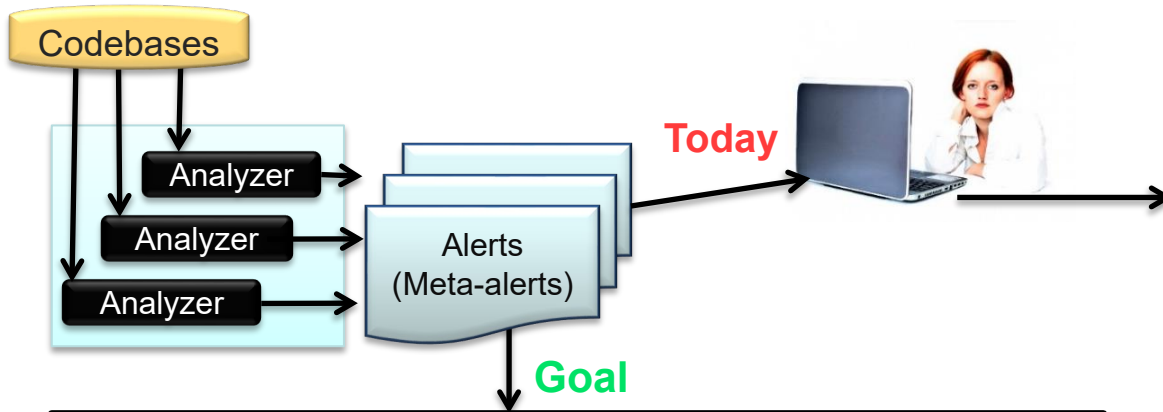 Codebases
Today
Analyzer
Analyzer
Analyzer
Alerts
(Meta-alerts)
Goal